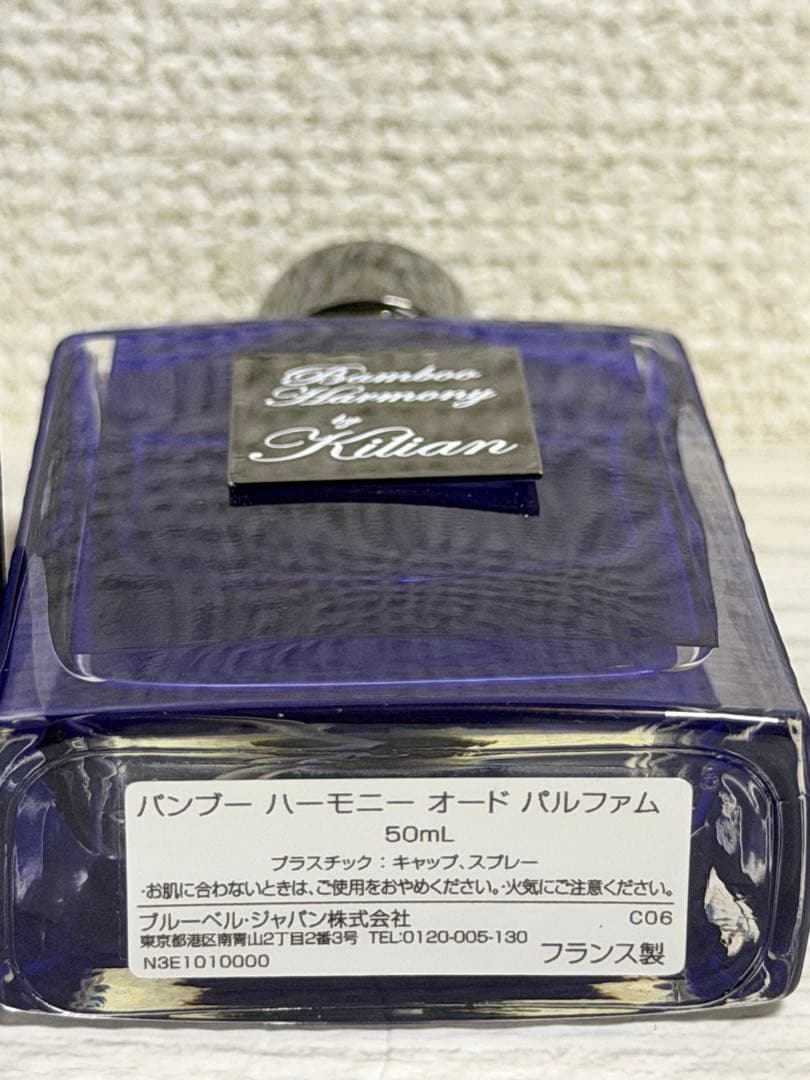 Bamboo
Harmony
by
Kilian
バンブー ハーモニー オード パルファム
50mL
プラスチック：キャップ、スプレー
･お肌に合わないときは、ご使用をおやめください。･火気にご注意ください。
ブルーベル･ジャパン株式会社 C06
東京都港区南青山2丁目2番3号 TEL:0120-005-130
N3E1010000 フランス製